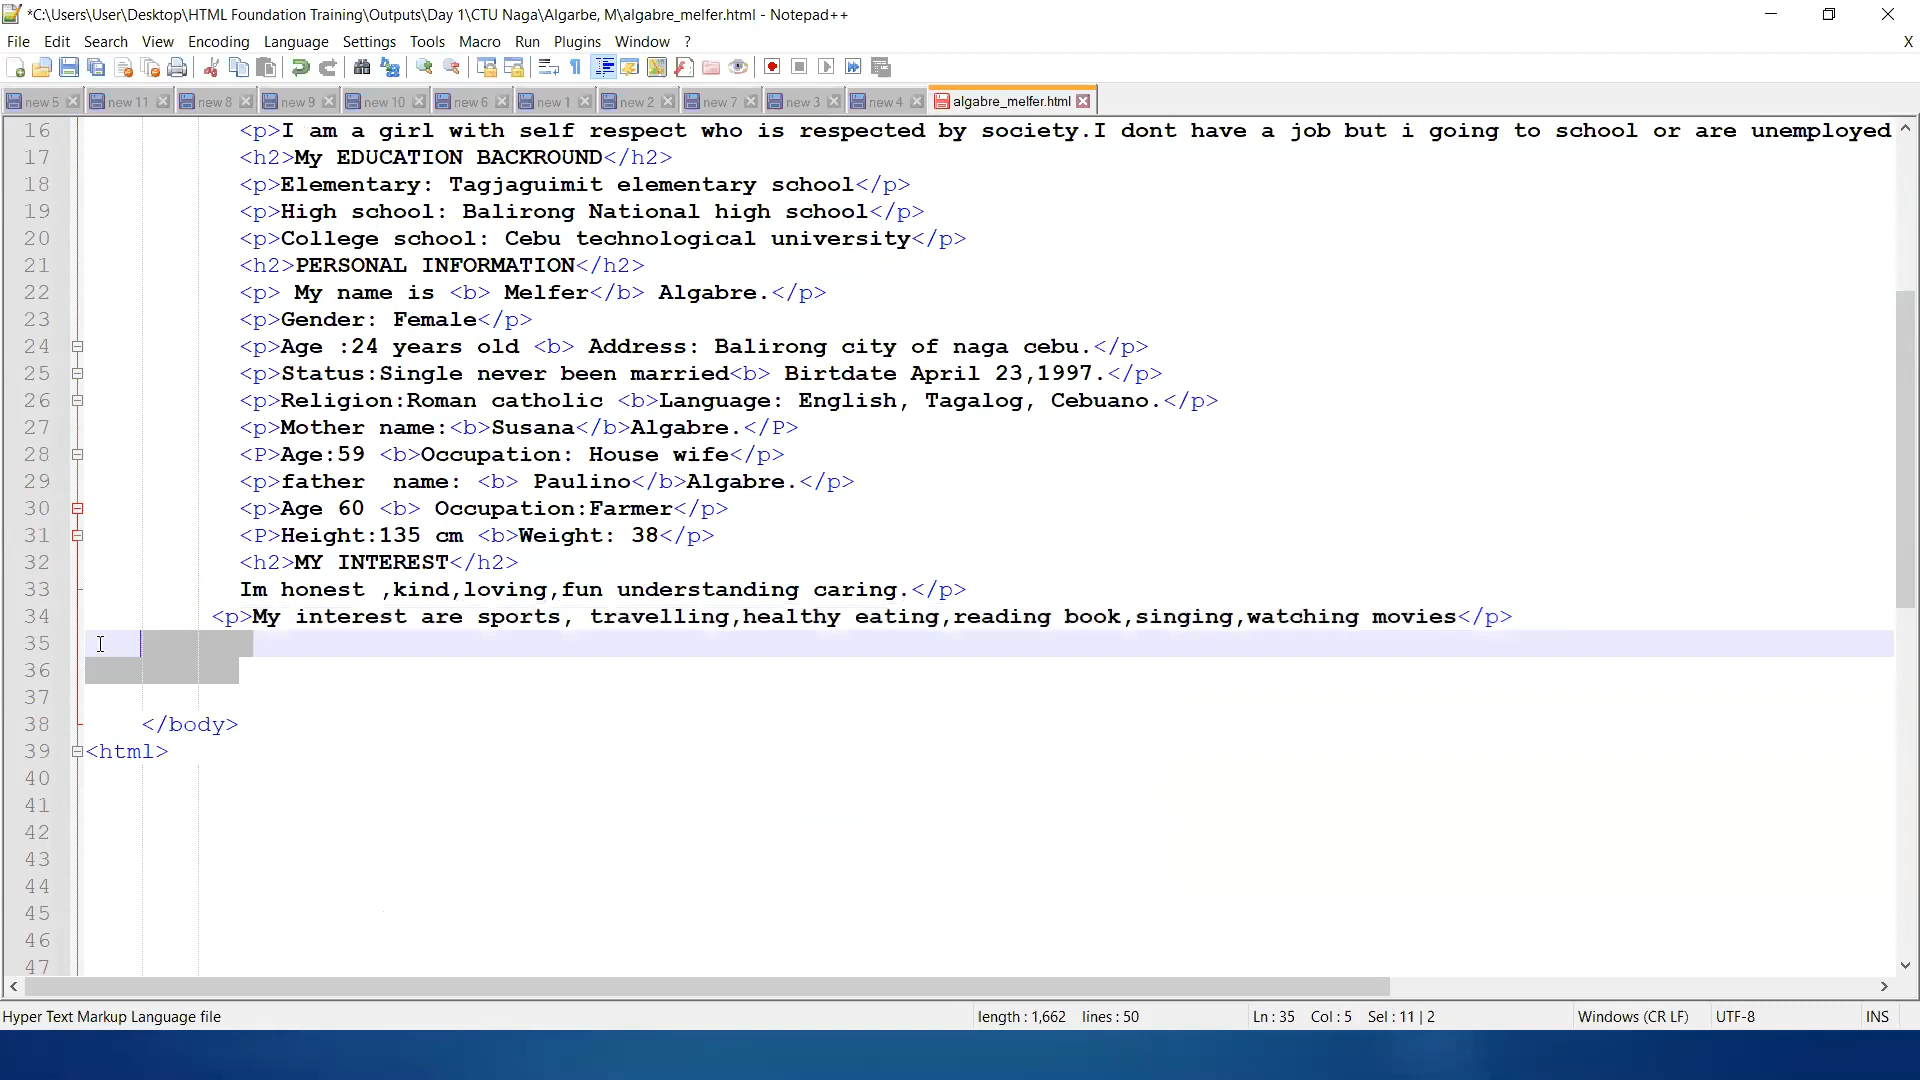 *C:\Users\User\Desktop\HTML Foundation Training\Outputs\Day 1\CTU Naga\Algarbe, M\algabre_melfer.html - Notepad++
File Edit Search View Encoding Language Settings Tools Macro Run Plugins Window ? X
new 5 new 11 new 8 new 9 new 10 new 6 new 1 new 2 new 7 new 3 new 4 algabre_melfer.html
16 <p>I am a girl with self respect who is respected by society.I dont have a job but i going to school or are unemployed
17 <h2>My EDUCATION BACKROUND</h2>
18 <p>Elementary: Tagjaguimit elementary school</p>
19 <p>High school: Balirong National high school</p>
20 <p>College school: Cebu technological university</p>
21 <h2>PERSONAL INFORMATION</h2>
22 <p> My name is <b> Melfer</b> Algabre.</p>
23 <p>Gender: Female</p>
24 <p>Age :24 years old <b> Address: Balirong city of naga cebu.</p>
25 <p>Status:Single never been married<b> Birtdate April 23,1997.</p>
26 <p>Religion:Roman catholic <b>Language: English, Tagalog, Cebuano.</p>
27 <p>Mother name:<b>Susana</b>Algabre.</P>
28 <P>Age:59 <b>Occupation: House wife</p>
29 <p>father  name: <b> Paulino</b>Algabre.</p>
30 <p>Age 60 <b> Occupation:Farmer</p>
31 <P>Height:135 cm <b>Weight: 38</p>
32 <h2>MY INTEREST</h2>
33 Im honest ,kind,loving,fun understanding caring.</p>
34 <p>My interest are sports, travelling,healthy eating,reading book,singing,watching movies</p>
35
36
37
38 </body>
39 <html>
40
41
42
43
44
45
46
47
Hyper Text Markup Language file length : 1,662 lines : 50 Ln : 35 Col : 5 Sel : 11 | 2 Windows (CR LF) UTF-8 INS